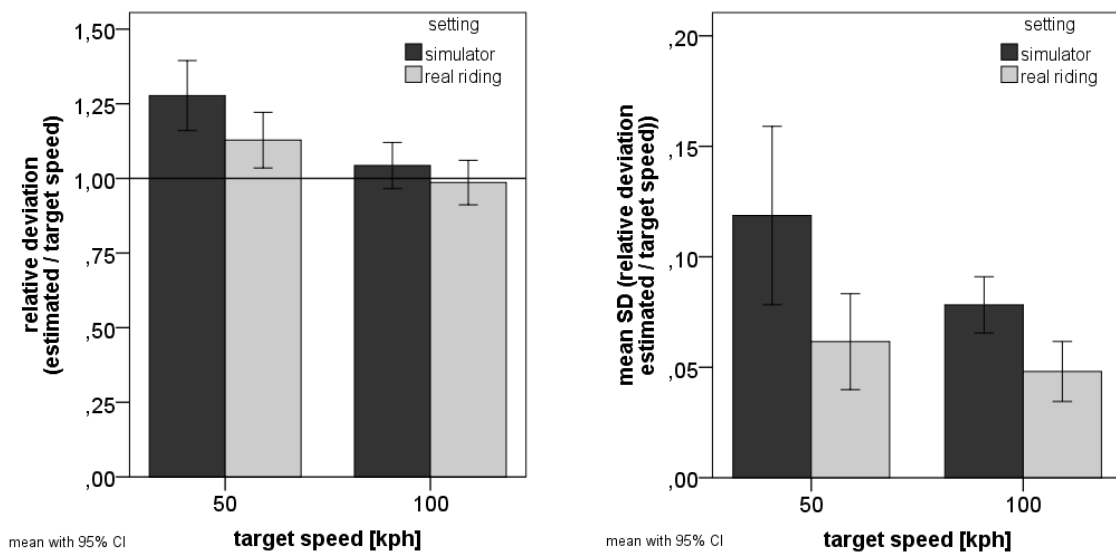 1,50
1,25
1,00
,75
,50
,25
,00
relative deviation
(estimated / target speed)
setting
simulator
real riding
50
100
target speed [kph]
mean with 95% CI
,20
,15
,10
,05
,00
mean SD (relative deviation
estimated / target speed))
setting
simulator
real riding
50
100
target speed [kph]
mean with 95% CI